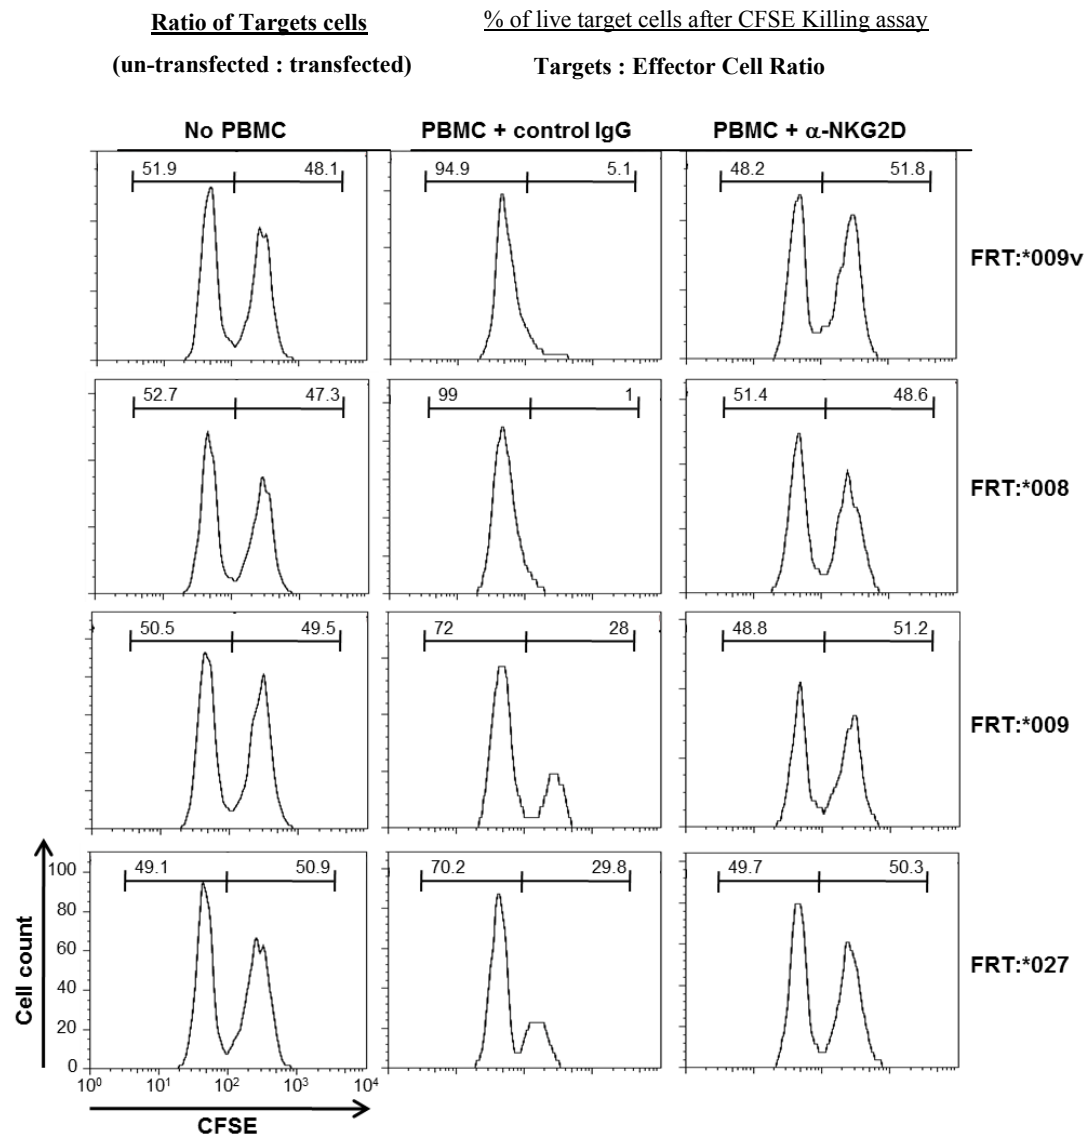 Ratio of Targets cells
% of live target cells after CFSE Killing assay
(un-transfected : transfected)
Targets : Effector Cell Ratio
No PBMC
PBMC + control IgG
PBMC + α-NKG2D
51.9 48.1
94.9 5.1
48.2 51.8
FRT:*009v
52.7 47.3
99 1
51.4 48.6
FRT:*008
50.5 49.5
72 28
48.8 51.2
FRT:*009
49.1 50.9
70.2 29.8
49.7 50.3
FRT:*027
100
80
60
40
20
0
Cell count
10⁰ 10¹ 10² 10³ 10⁴
CFSE